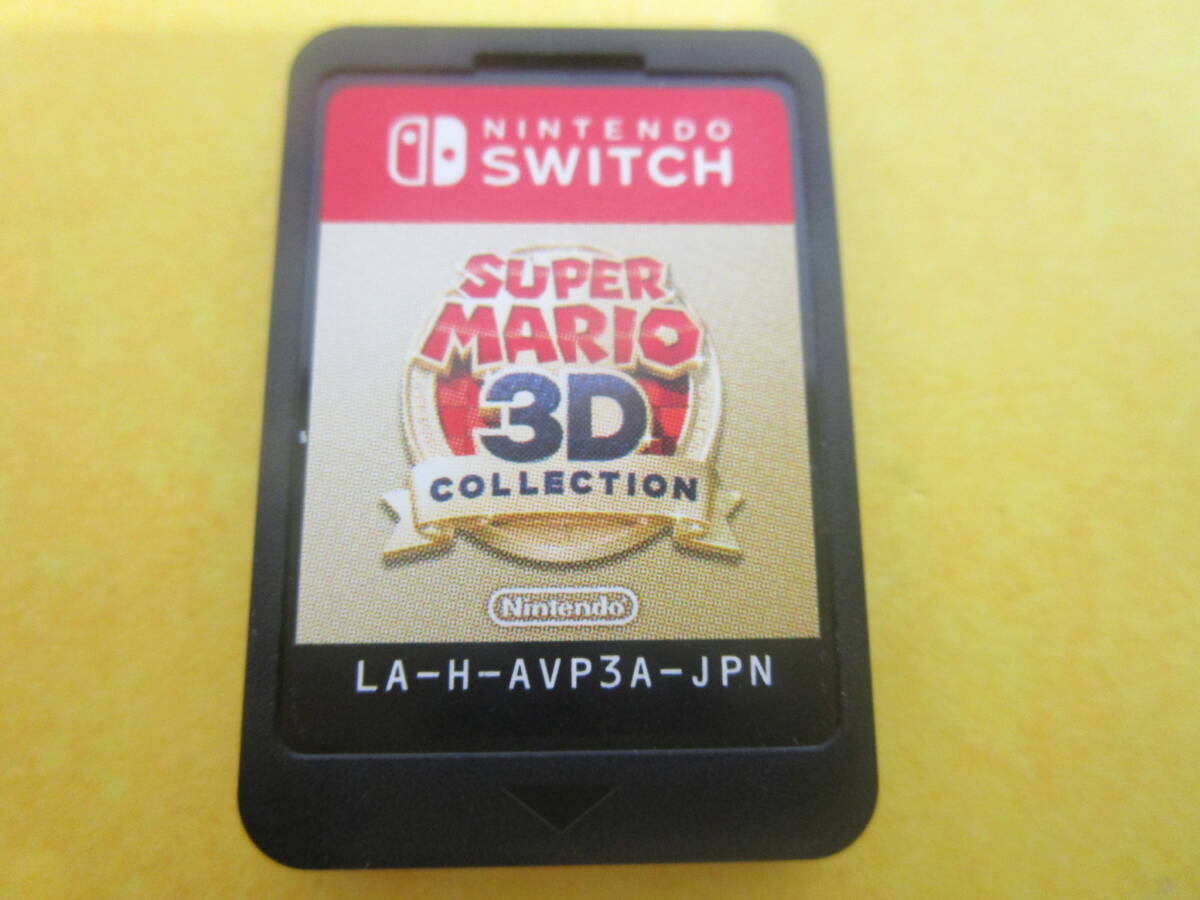 NINTENDO
SWITCH
SUPER
MARIO
3D
COLLECTION
Nintendo
LA-H-AVP3A-JPN